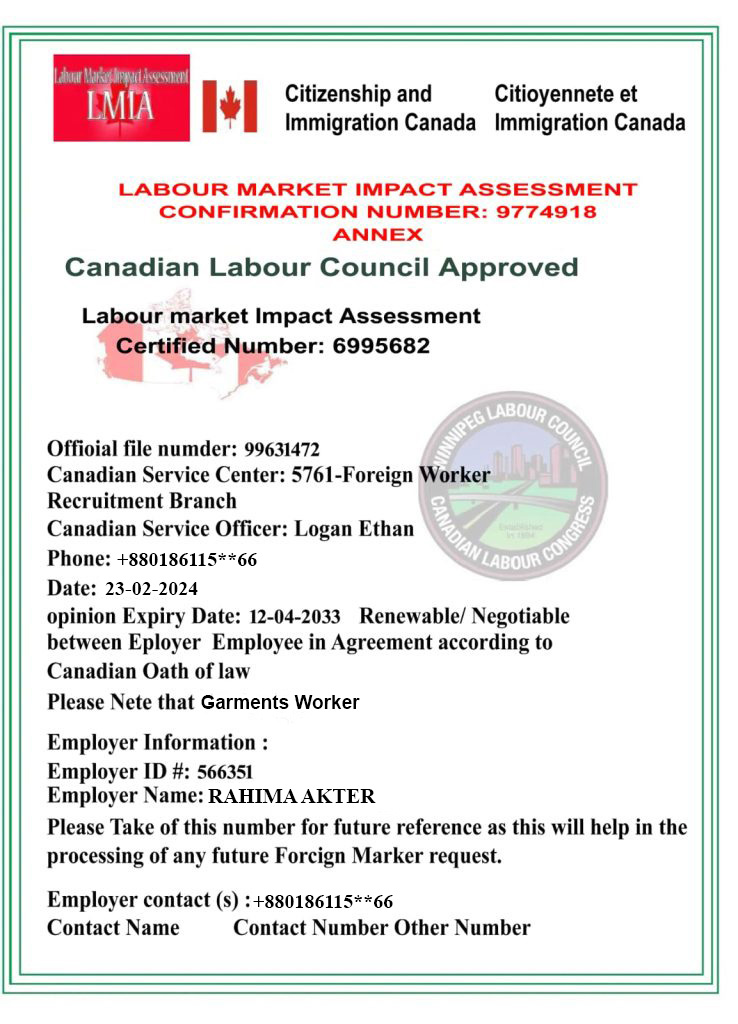 Labour Market Impact Assessment
LMIA
Citizenship and
Immigration Canada
Citioyennete et
Immigration Canada
LABOUR MARKET IMPACT ASSESSMENT
CONFIRMATION NUMBER: 9774918
ANNEX
Canadian Labour Council Approved
Labour market Impact Assessment
Certified Number: 6995682
WINNIPEG LABOUR COUNCIL
Established
In 1894
CANADIAN LABOUR CONGRESS
Offioial file numder: 99631472
Canadian Service Center: 5761-Foreign Worker
Recruitment Branch
Canadian Service Officer: Logan Ethan
Phone: +880186115**66
Date: 23-02-2024
opinion Expiry Date: 12-04-2033 Renewable/ Negotiable
between Eployer Employee in Agreement according to
Canadian Oath of law
Please Nete that Garments Worker
Employer Information :
Employer ID #: 566351
Employer Name: RAHIMA AKTER
Please Take of this number for future reference as this will help in the
processing of any future Forcign Marker request.
Employer contact (s) : +880186115**66
Contact Name Contact Number Other Number